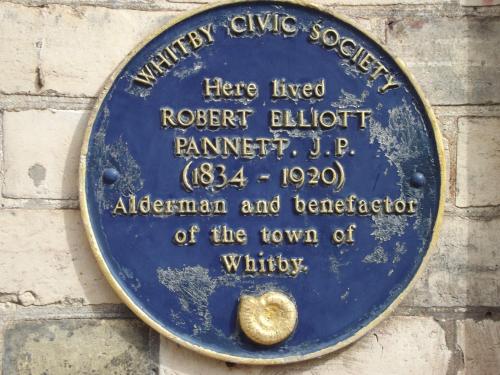 WHITBY CIVIC SOCIETY
Here lived
ROBERT ELLIOTT
PANNETT. J.P.
(1834 - 1920)
Alderman and benefactor
of the town of
Whitby.